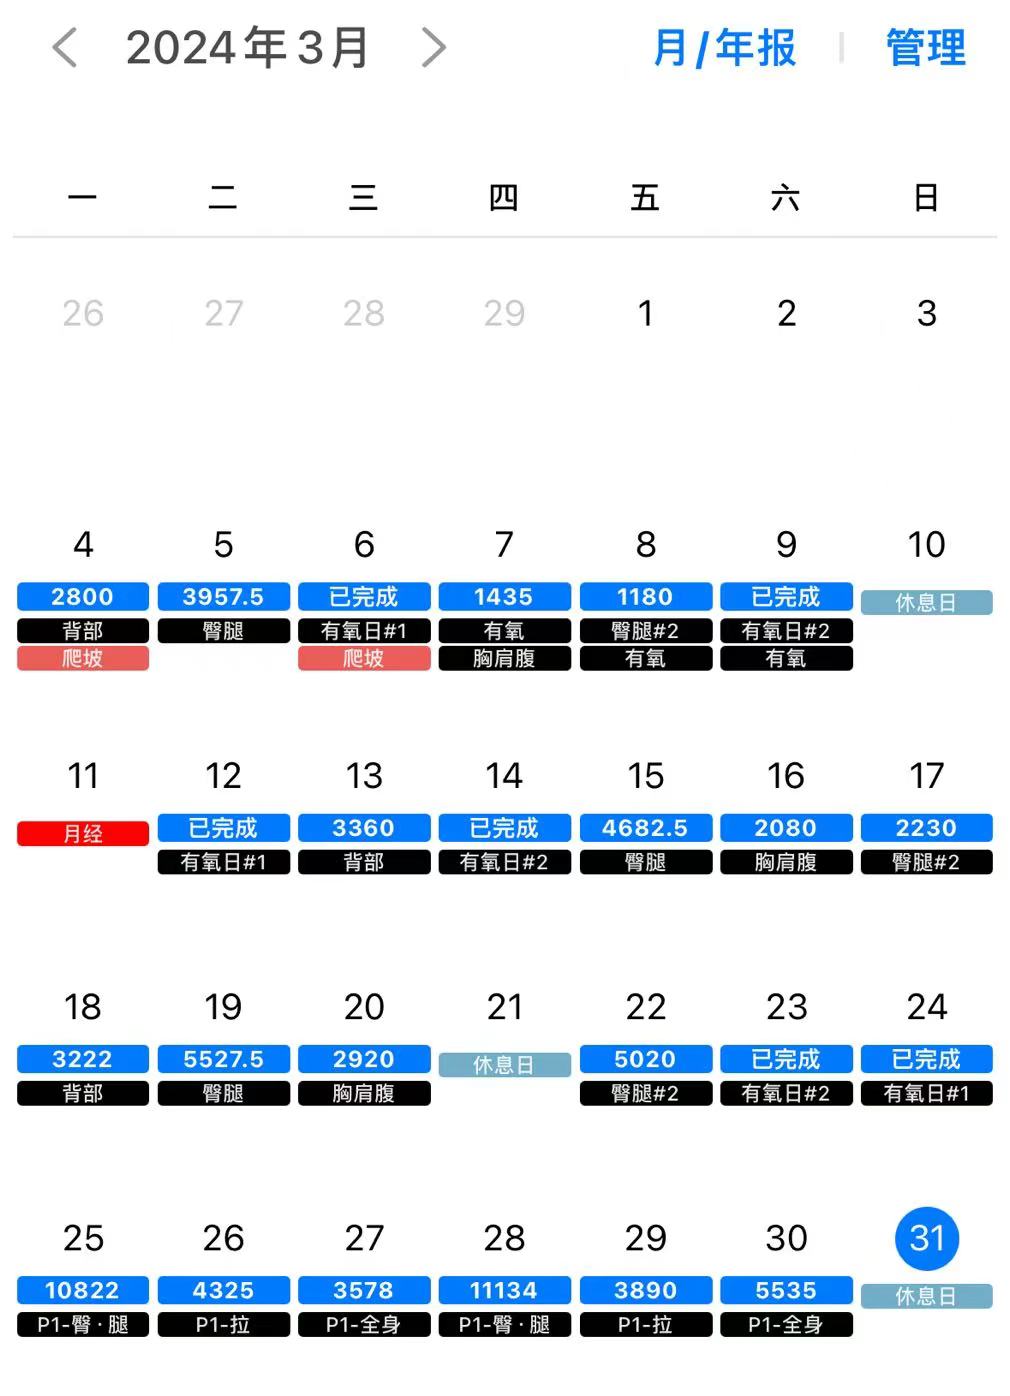 2024年3月 月/年报 管理
一 二 三 四 五 六 日
26 27 28 29 1 2 3
4 5 6 7 8 9 10
2800 3957.5 已完成 1435 1180 已完成 休息日
背部 臀腿 有氧日#1 有氧 臀腿#2 有氧日#2
爬坡 爬坡 胸肩腹 有氧 有氧
11 12 13 14 15 16 17
月经 已完成 3360 已完成 4682.5 2080 2230
有氧日#1 背部 有氧日#2 臀腿 胸肩腹 臀腿#2
18 19 20 21 22 23 24
3222 5527.5 2920 休息日 5020 已完成 已完成
背部 臀腿 胸肩腹 臀腿#2 有氧日#2 有氧日#1
25 26 27 28 29 30 31
10822 4325 3578 11134 3890 5535 休息日
P1-臀·腿 P1-拉 P1-全身 P1-臀·腿 P1-拉 P1-全身